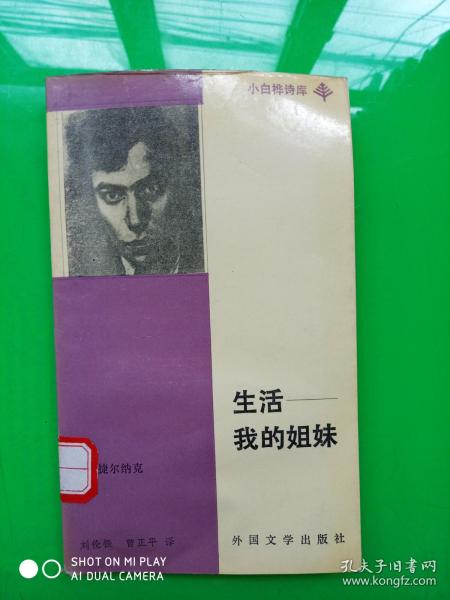 小白桦诗库
生活——
我的姐妹
捷尔纳克
刘伦振 曾正平 译
外国文学出版社
SHOT ON MI PLAY
AI DUAL CAMERA
孔夫子旧书网
www.kongfz.com